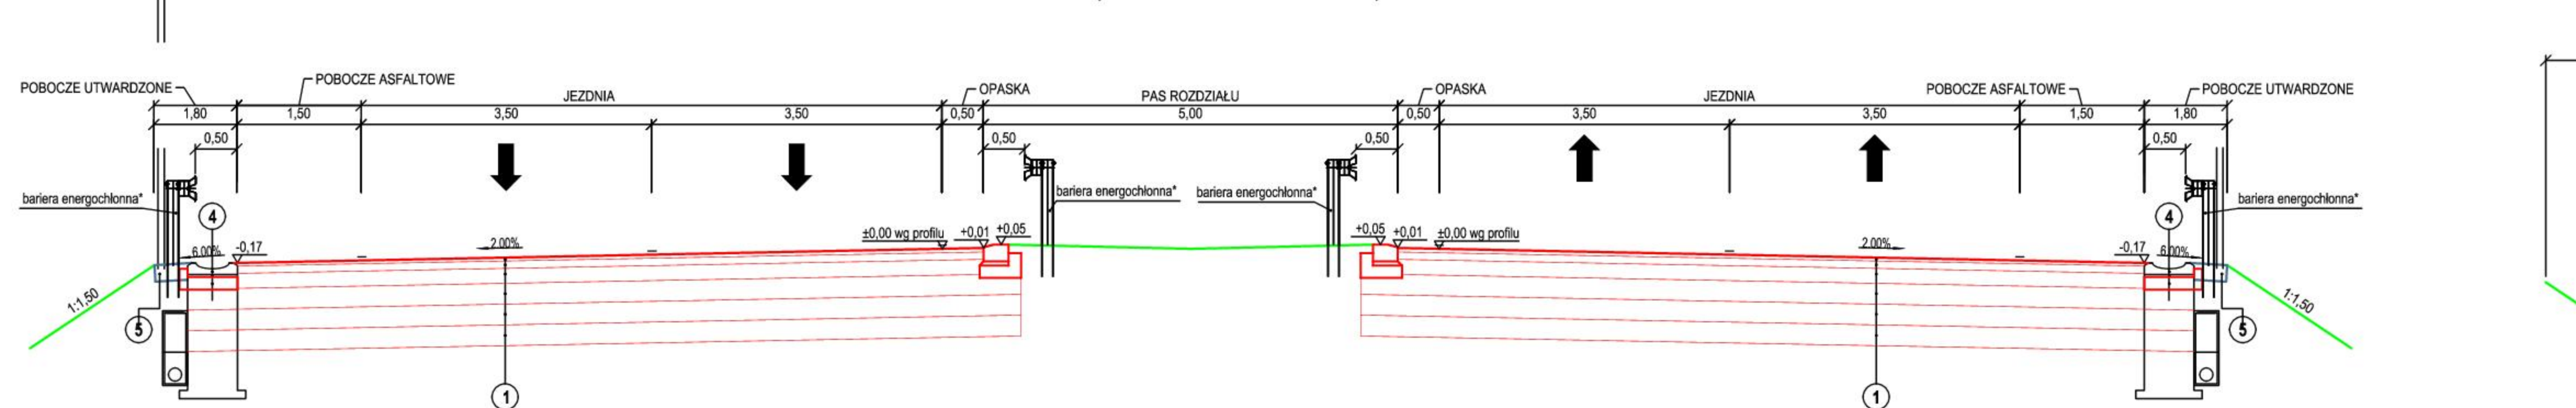 POBOCZE UTWARDZONE
POBOCZE ASFALTOWE
JEZDNIA
OPASKA
PAS ROZDZIAŁU
OPASKA
JEZDNIA
POBOCZE ASFALTOWE
POBOCZE UTWARDZONE
1,80
1,50
3,50
3,50
0,50
5,00
0,50
3,50
3,50
1,50
1,80
0,50
0,50
0,50
0,50
bariera energochłonna*
bariera energochłonna*
bariera energochłonna*
bariera energochłonna*
4
4
6.00%
-0,17
2.00%
±0,00 wg profilu
+0,01
+0,05
+0,05
+0,01
±0,00 wg profilu
2.00%
-0,17
6.00%
1:1,50
1:1,50
5
5
1
1